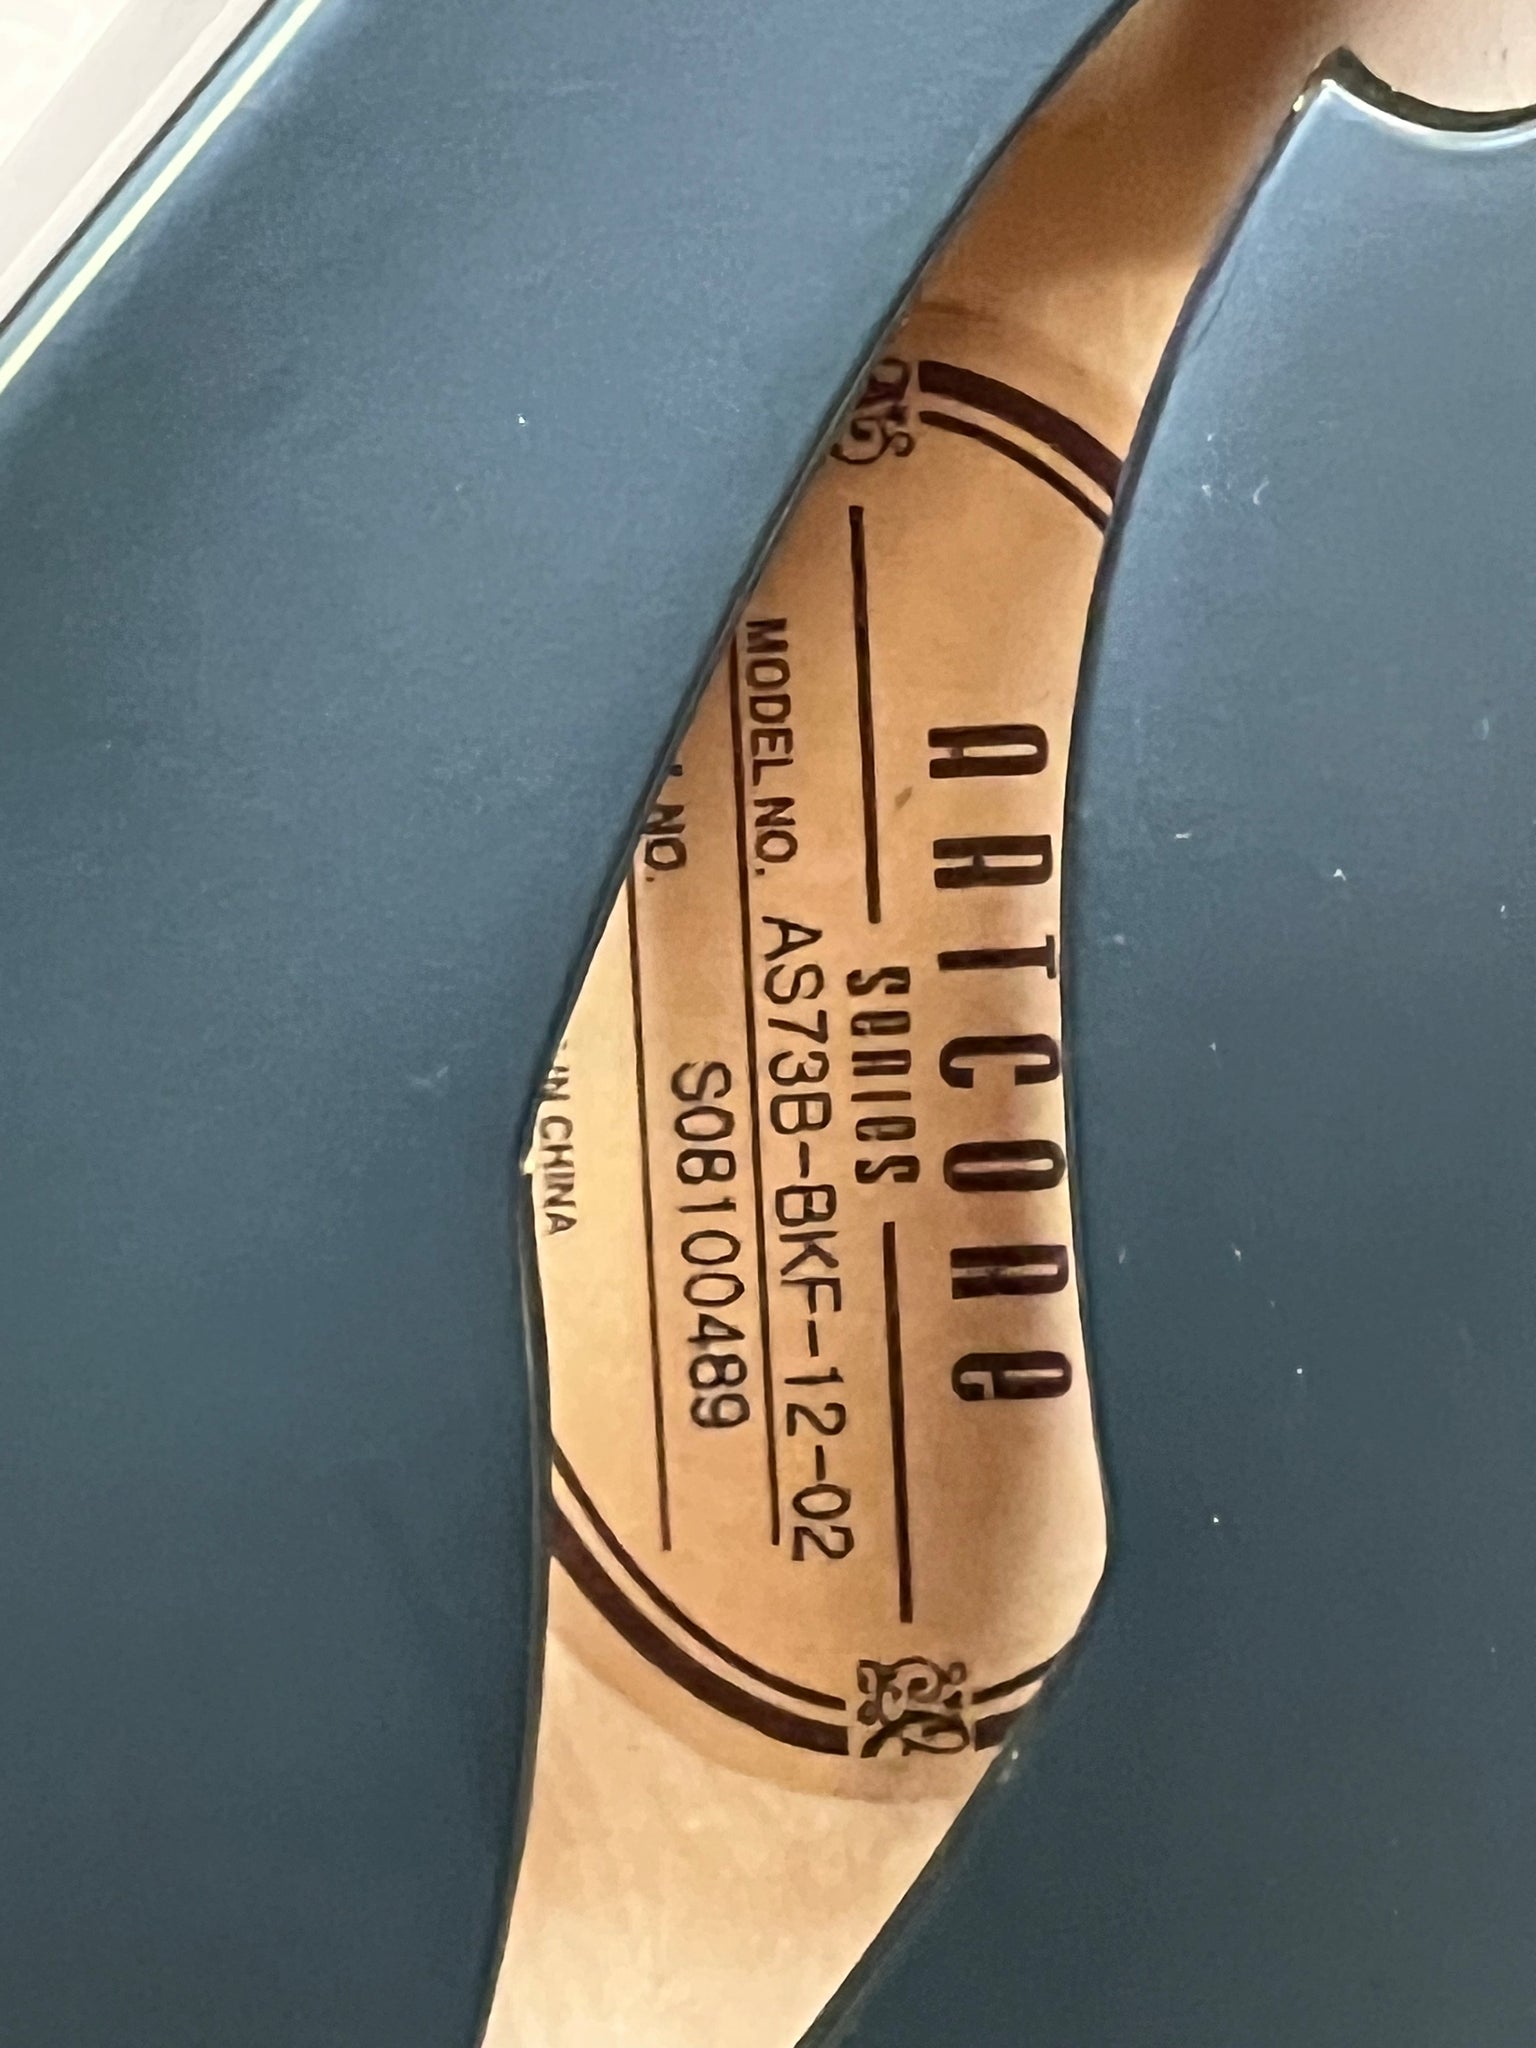 ARTCORE
SERIES
MODEL NO. AS73B-BKF-12-02
NO. S08100489
IN CHINA